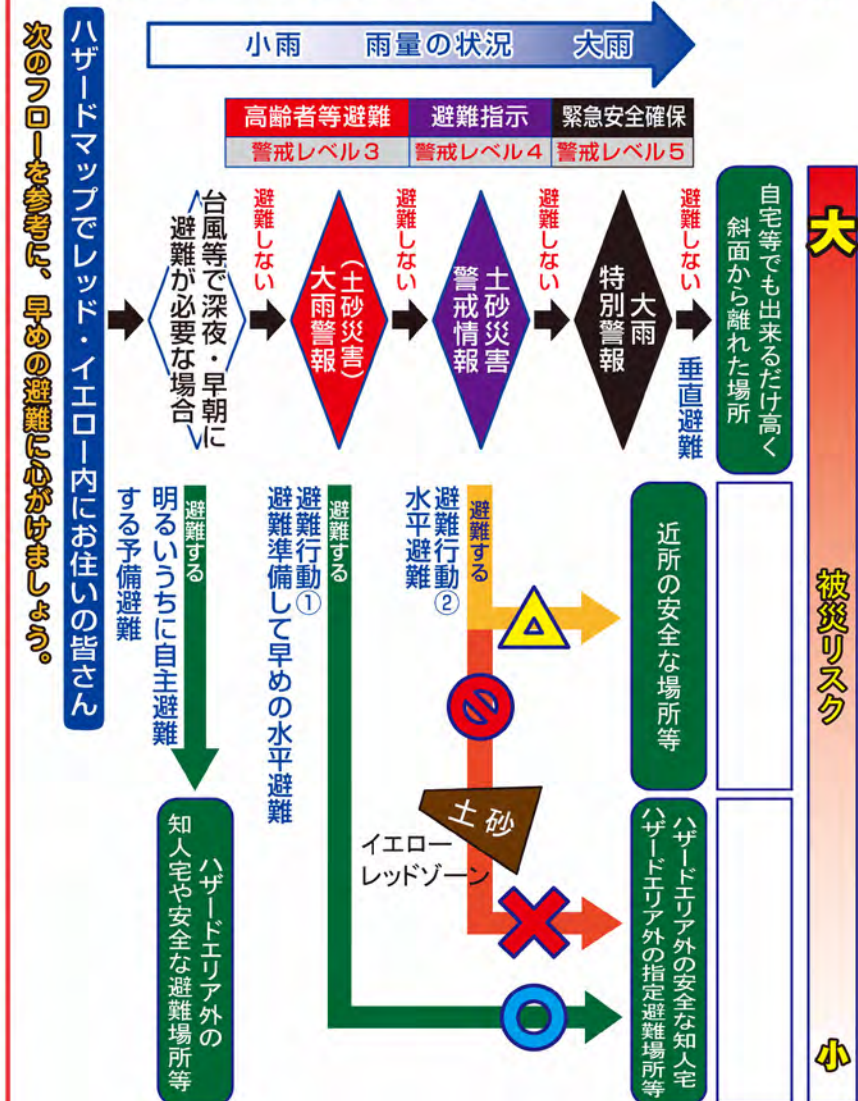 小雨 雨量の状況 大雨
ハザードマップでレッド・イエロー内にお住いの皆さん
次のフローを参考に、早めの避難に心がけましょう。
高齢者等避難
警戒レベル3
避難指示
警戒レベル4
緊急安全確保
警戒レベル5
台風等で深夜・早朝に
避難が必要な場合
避難しない
(土砂災害)
大雨警報
避難しない
土砂災害
警戒情報
避難しない
大雨
特別警報
避難しない
垂直避難
自宅等でも出来るだけ高く
斜面から離れた場所
避難する
明るいうちに自主避難
する予備避難
ハザードエリア外の
知人宅や安全な避難場所等
避難する
避難行動①
避難準備して早めの水平避難
避難する
避難行動②
水平避難
近所の安全な場所等
土砂
イエロー
レッドゾーン
ハザードエリア外の安全な知人宅
ハザードエリア外の指定避難場所等
大
被災リスク
小